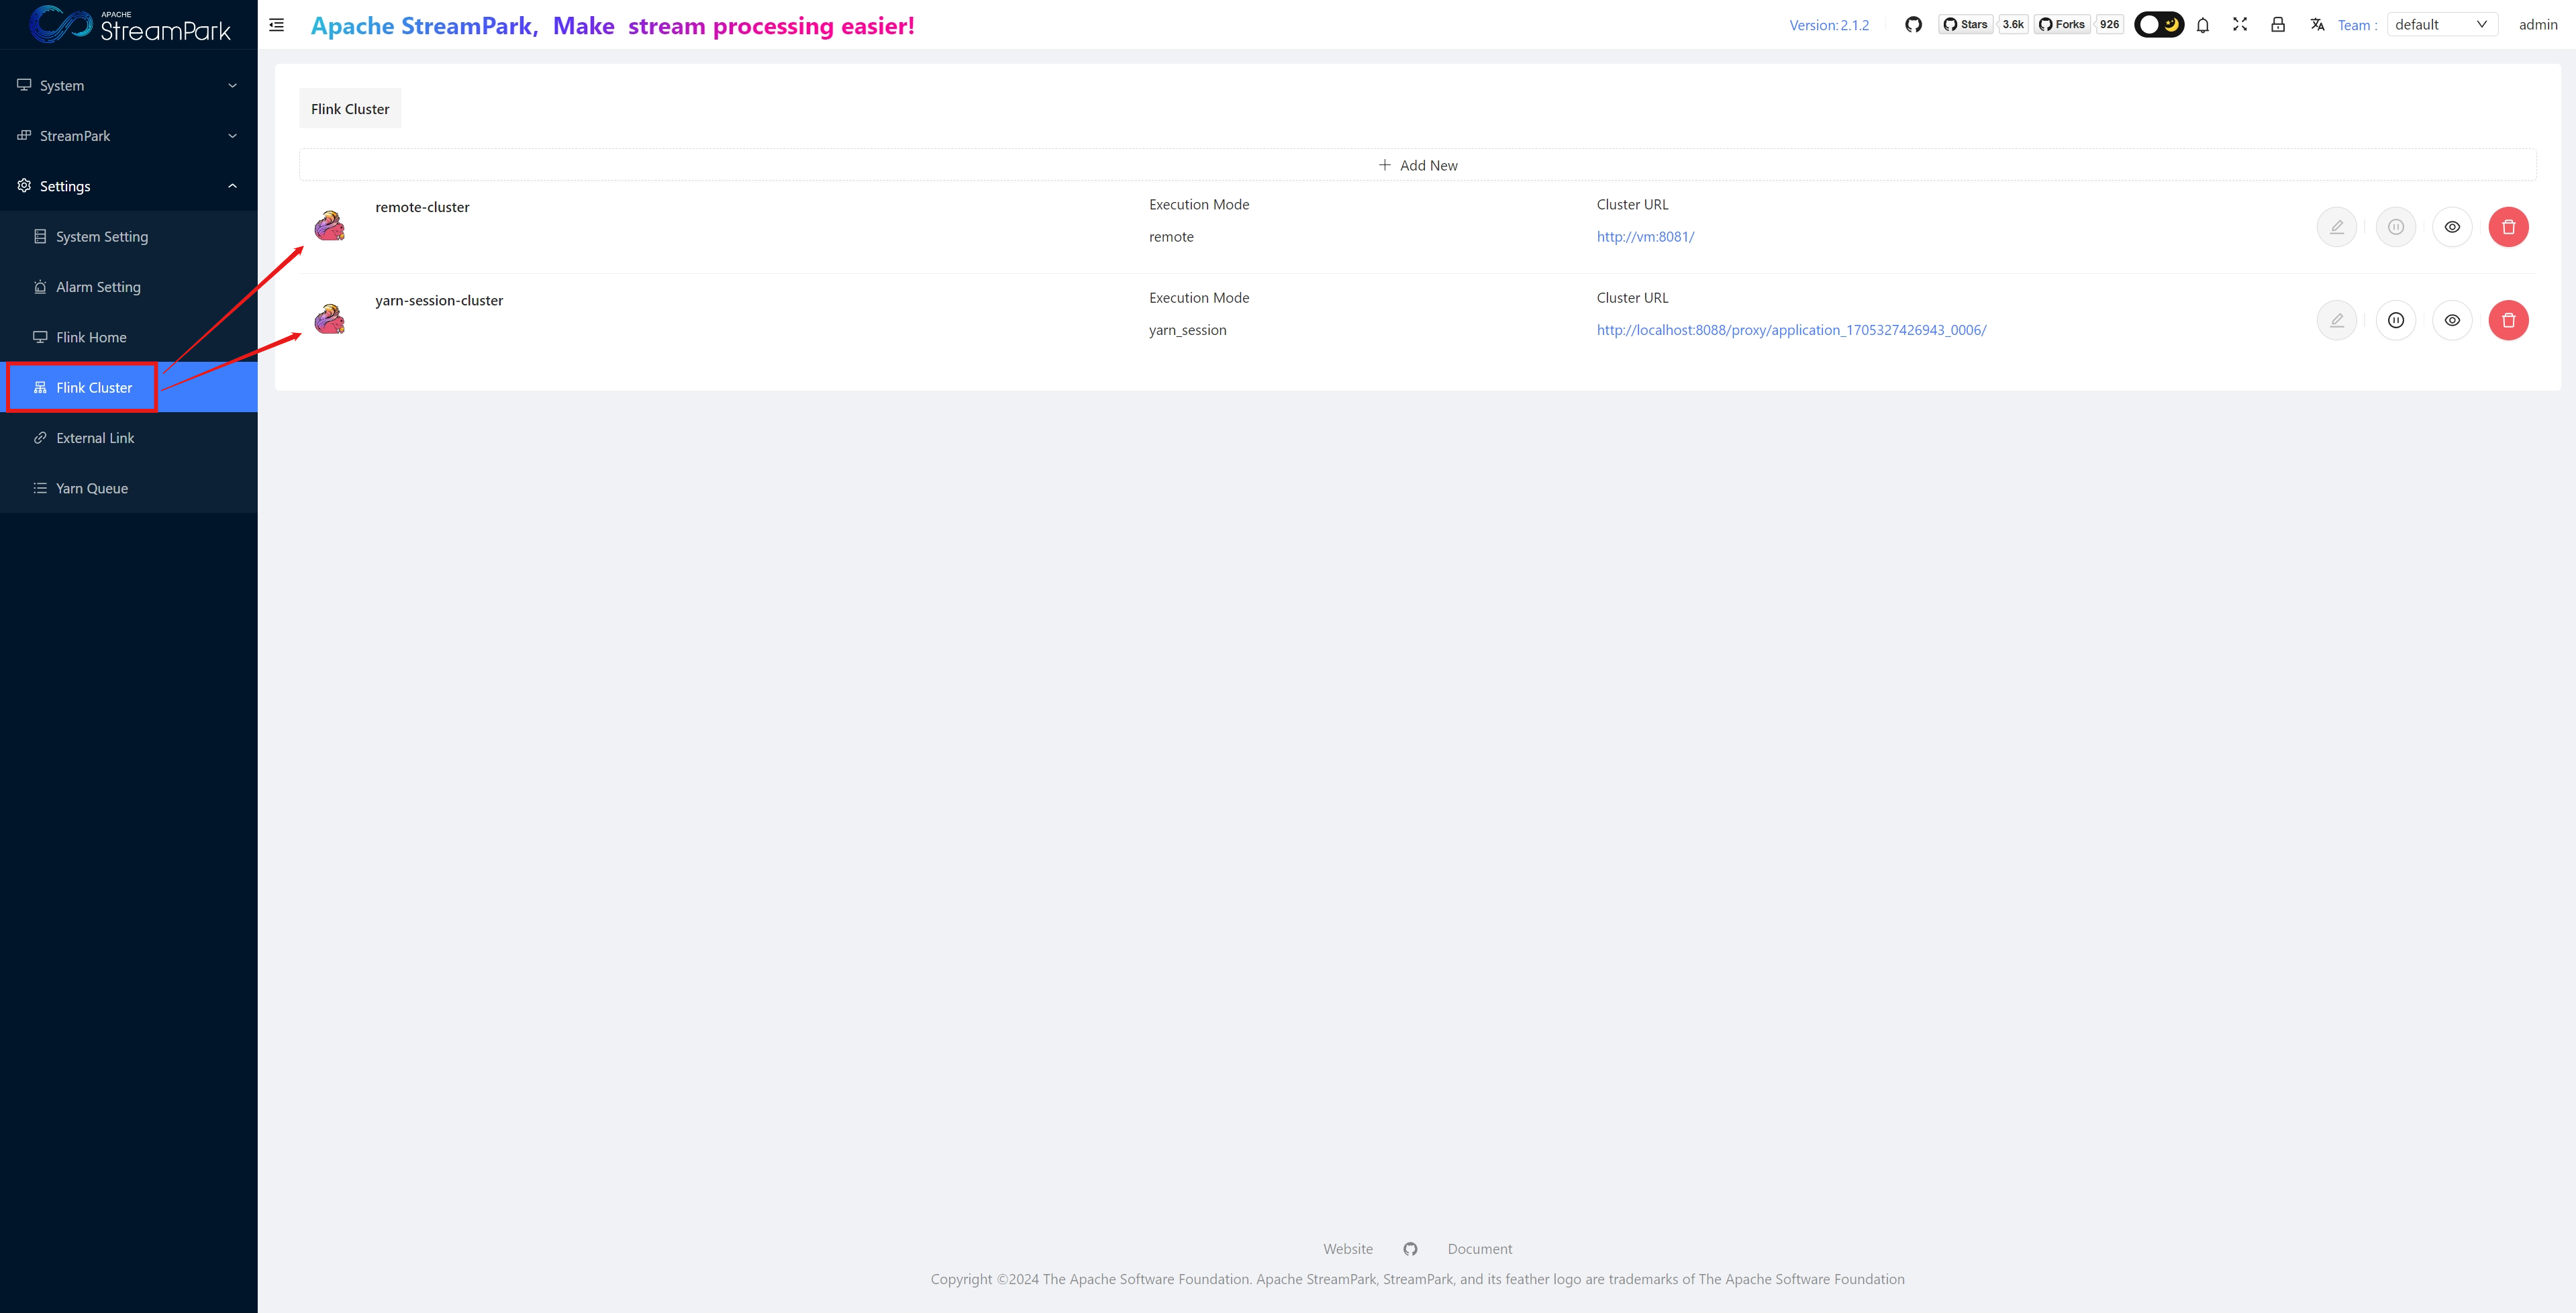 APACHE
StreamPark
Apache StreamPark, Make stream processing easier!
Version: 2.1.2
Stars
3.6k
Forks
926
Team :
default
admin
System
StreamPark
Settings
System Setting
Alarm Setting
Flink Home
Flink Cluster
External Link
Yarn Queue
Flink Cluster
Add New
remote-cluster
Execution Mode
Cluster URL
remote
http://vm:8081/
yarn-session-cluster
Execution Mode
Cluster URL
yarn_session
http://localhost:8088/proxy/application_1705327426943_0006/
Website
Document
Copyright ©2024 The Apache Software Foundation. Apache StreamPark, StreamPark, and its feather logo are trademarks of The Apache Software Foundation